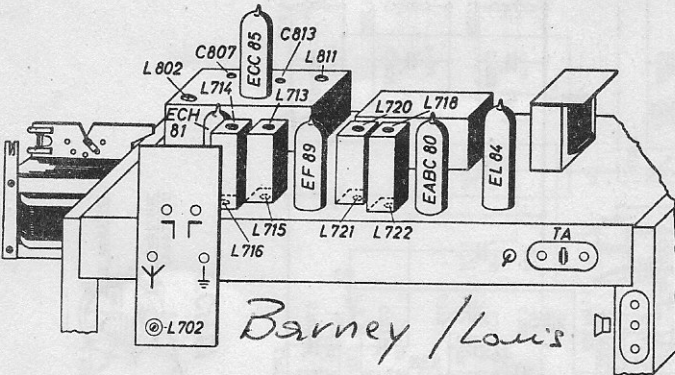 ECC 85
C807
C813
L802
L811
L714
L713
ECH
81
L720
L718
EF 89
EABC 80
EL 84
L716
L715
L721
L722
TA
L702
Barney / Louis